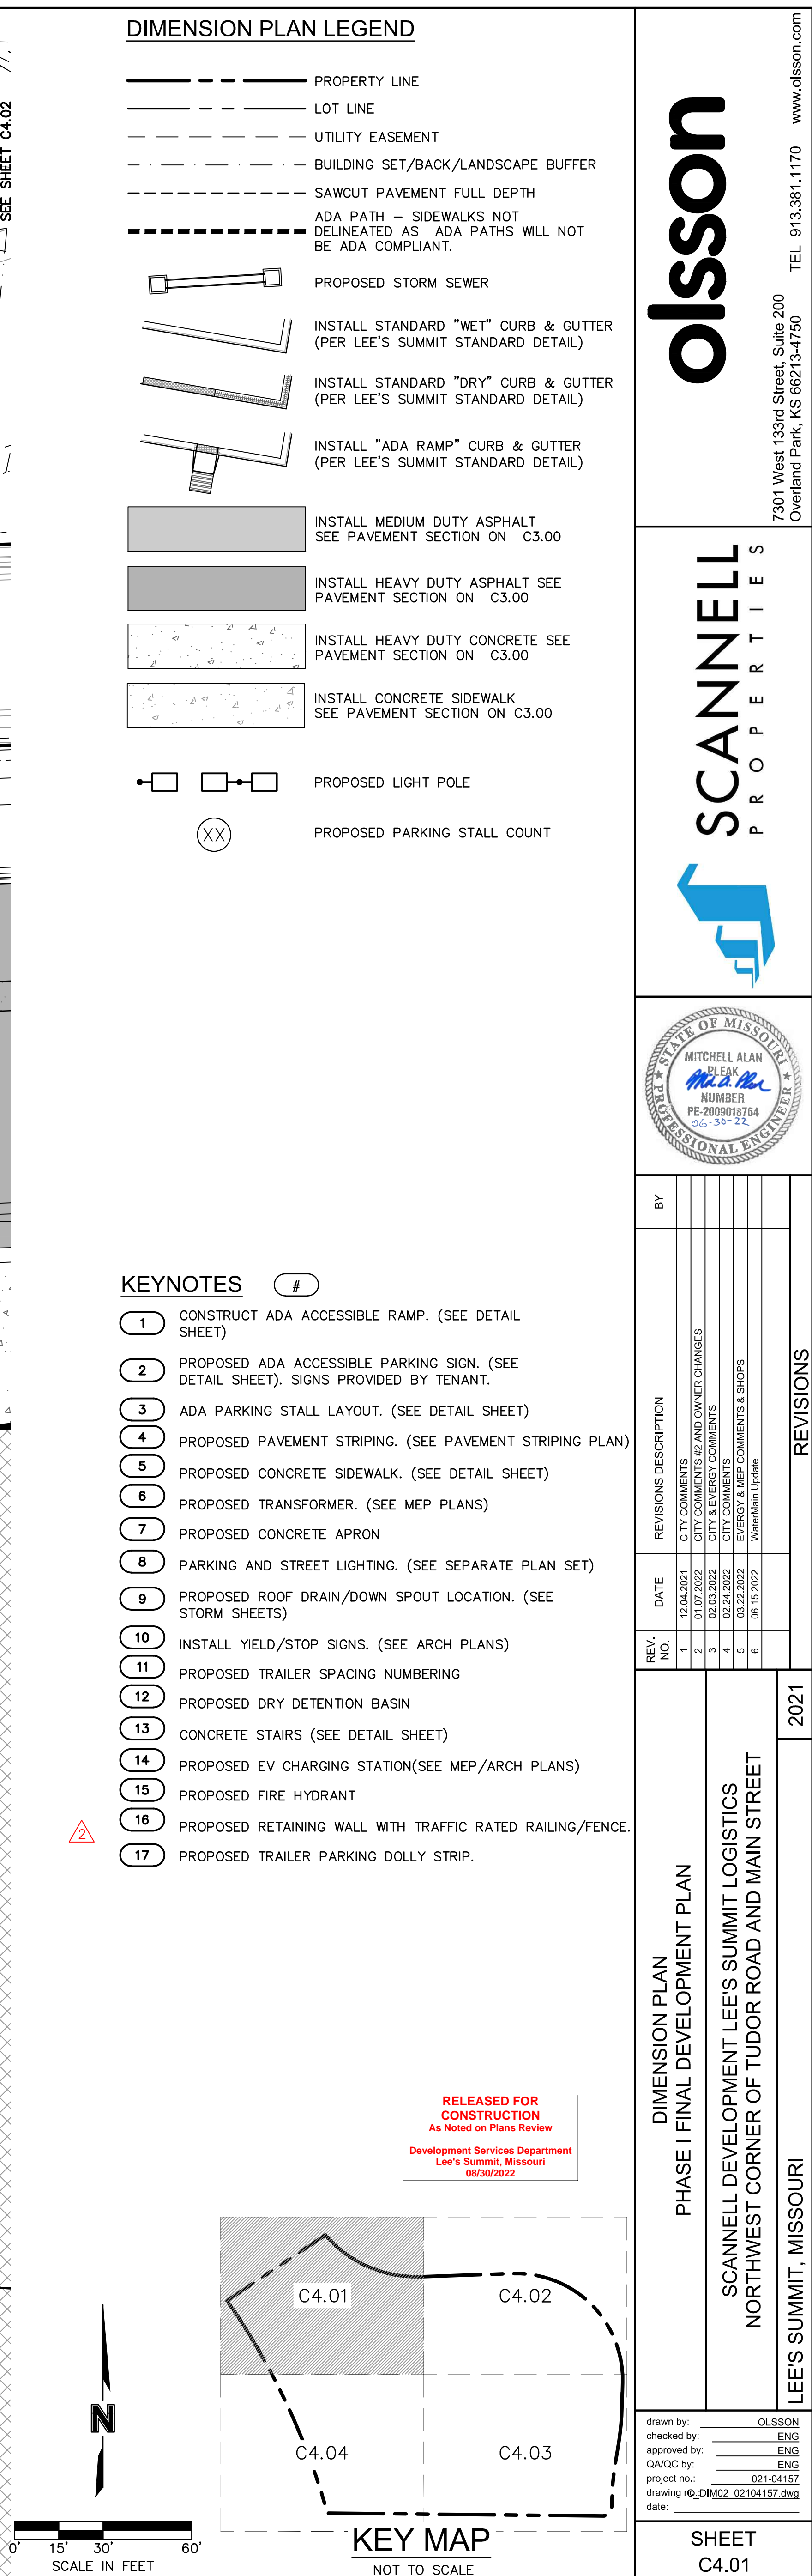 SEE SHEET C4.02
DIMENSION PLAN LEGEND
PROPERTY LINE
LOT LINE
UTILITY EASEMENT
BUILDING SET/BACK/LANDSCAPE BUFFER
SAWCUT PAVEMENT FULL DEPTH
ADA PATH – SIDEWALKS NOT
DELINEATED AS ADA PATHS WILL NOT
BE ADA COMPLIANT.
PROPOSED STORM SEWER
INSTALL STANDARD "WET" CURB & GUTTER
(PER LEE'S SUMMIT STANDARD DETAIL)
INSTALL STANDARD "DRY" CURB & GUTTER
(PER LEE'S SUMMIT STANDARD DETAIL)
INSTALL "ADA RAMP" CURB & GUTTER
(PER LEE'S SUMMIT STANDARD DETAIL)
INSTALL MEDIUM DUTY ASPHALT
SEE PAVEMENT SECTION ON C3.00
INSTALL HEAVY DUTY ASPHALT SEE
PAVEMENT SECTION ON C3.00
INSTALL HEAVY DUTY CONCRETE SEE
PAVEMENT SECTION ON C3.00
INSTALL CONCRETE SIDEWALK
SEE PAVEMENT SECTION ON C3.00
PROPOSED LIGHT POLE
XX PROPOSED PARKING STALL COUNT
KEYNOTES #
1 CONSTRUCT ADA ACCESSIBLE RAMP. (SEE DETAIL
SHEET)
2 PROPOSED ADA ACCESSIBLE PARKING SIGN. (SEE
DETAIL SHEET). SIGNS PROVIDED BY TENANT.
3 ADA PARKING STALL LAYOUT. (SEE DETAIL SHEET)
4 PROPOSED PAVEMENT STRIPING. (SEE PAVEMENT STRIPING PLAN)
5 PROPOSED CONCRETE SIDEWALK. (SEE DETAIL SHEET)
6 PROPOSED TRANSFORMER. (SEE MEP PLANS)
7 PROPOSED CONCRETE APRON
8 PARKING AND STREET LIGHTING. (SEE SEPARATE PLAN SET)
9 PROPOSED ROOF DRAIN/DOWN SPOUT LOCATION. (SEE
STORM SHEETS)
10 INSTALL YIELD/STOP SIGNS. (SEE ARCH PLANS)
11 PROPOSED TRAILER SPACING NUMBERING
12 PROPOSED DRY DETENTION BASIN
13 CONCRETE STAIRS (SEE DETAIL SHEET)
14 PROPOSED EV CHARGING STATION(SEE MEP/ARCH PLANS)
15 PROPOSED FIRE HYDRANT
2
16 PROPOSED RETAINING WALL WITH TRAFFIC RATED RAILING/FENCE.
17 PROPOSED TRAILER PARKING DOLLY STRIP.
RELEASED FOR
CONSTRUCTION
As Noted on Plans Review
Development Services Department
Lee's Summit, Missouri
08/30/2022
C4.01
C4.02
C4.04
C4.03
KEY MAP
NOT TO SCALE
N
0' 15' 30' 60'
SCALE IN FEET
olsson
7301 West 133rd Street, Suite 200
Overland Park, KS 66213-4750 TEL 913.381.1170 www.olsson.com
SCANNELL
PROPERTIES
STATE OF MISSOURI
MITCHELL ALAN
PLEAK
NUMBER
PE-2009018764
06-30-22
PROFESSIONAL ENGINEER
REV. NO. DATE REVISIONS DESCRIPTION BY
1 12.04.2021 CITY COMMENTS
2 01.07.2022 CITY COMMENTS #2 AND OWNER CHANGES
3 02.03.2022 CITY & EVERGY COMMENTS
4 02.24.2022 CITY COMMENTS
5 03.22.2022 EVERGY & MEP COMMENTS & SHOPS
6 06.15.2022 WaterMain Update
REVISIONS
DIMENSION PLAN
PHASE I FINAL DEVELOPMENT PLAN
SCANNELL DEVELOPMENT LEE'S SUMMIT LOGISTICS
NORTHWEST CORNER OF TUDOR ROAD AND MAIN STREET
LEE'S SUMMIT, MISSOURI
2021
drawn by: OLSSON
checked by: ENG
approved by: ENG
QA/QC by: ENG
project no.: 021-04157
drawing no.: DIM02_02104157.dwg
date:
SHEET
C4.01